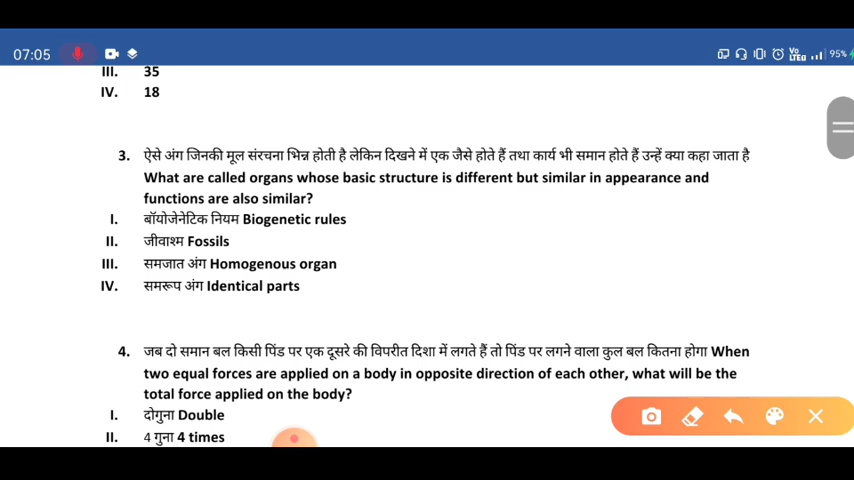 07:05
Vo
LTEQ
95%
III. 35
IV. 18
3. ऐसे अंग जिनकी मूल संरचना भिन्न होती है लेकिन दिखने में एक जैसे होते हैं तथा कार्य भी समान होते हैं उन्हें क्या कहा जाता है
What are called organs whose basic structure is different but similar in appearance and
functions are also similar?
I. बॉयोजेनेटिक नियम Biogenetic rules
II. जीवाश्म Fossils
III. समजात अंग Homogenous organ
IV. समरूप अंग Identical parts
4. जब दो समान बल किसी पिंड पर एक दूसरे की विपरीत दिशा में लगते हैं तो पिंड पर लगने वाला कुल बल कितना होगा When
two equal forces are applied on a body in opposite direction of each other, what will be the
total force applied on the body?
I. दोगुना Double
II. 4 गुना 4 times